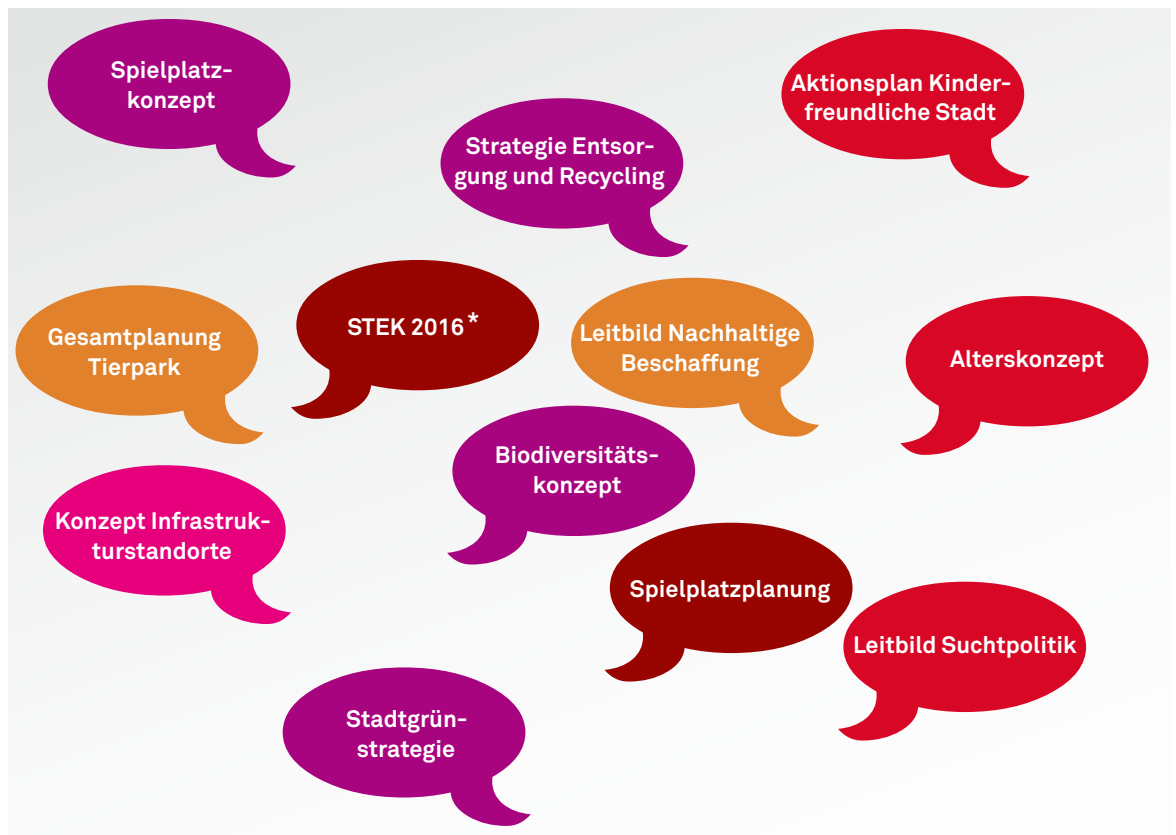 Spielplatz-
konzept
Aktionsplan Kinder-
freundliche Stadt
Strategie Entsor-
gung und Recycling
Gesamtplanung
Tierpark
STEK 2016*
Leitbild Nachhaltige
Beschaffung
Alterskonzept
Biodiversitäts-
konzept
Konzept Infrastruk-
turstandorte
Spielplatzplanung
Leitbild Suchtpolitik
Stadtgrün-
strategie